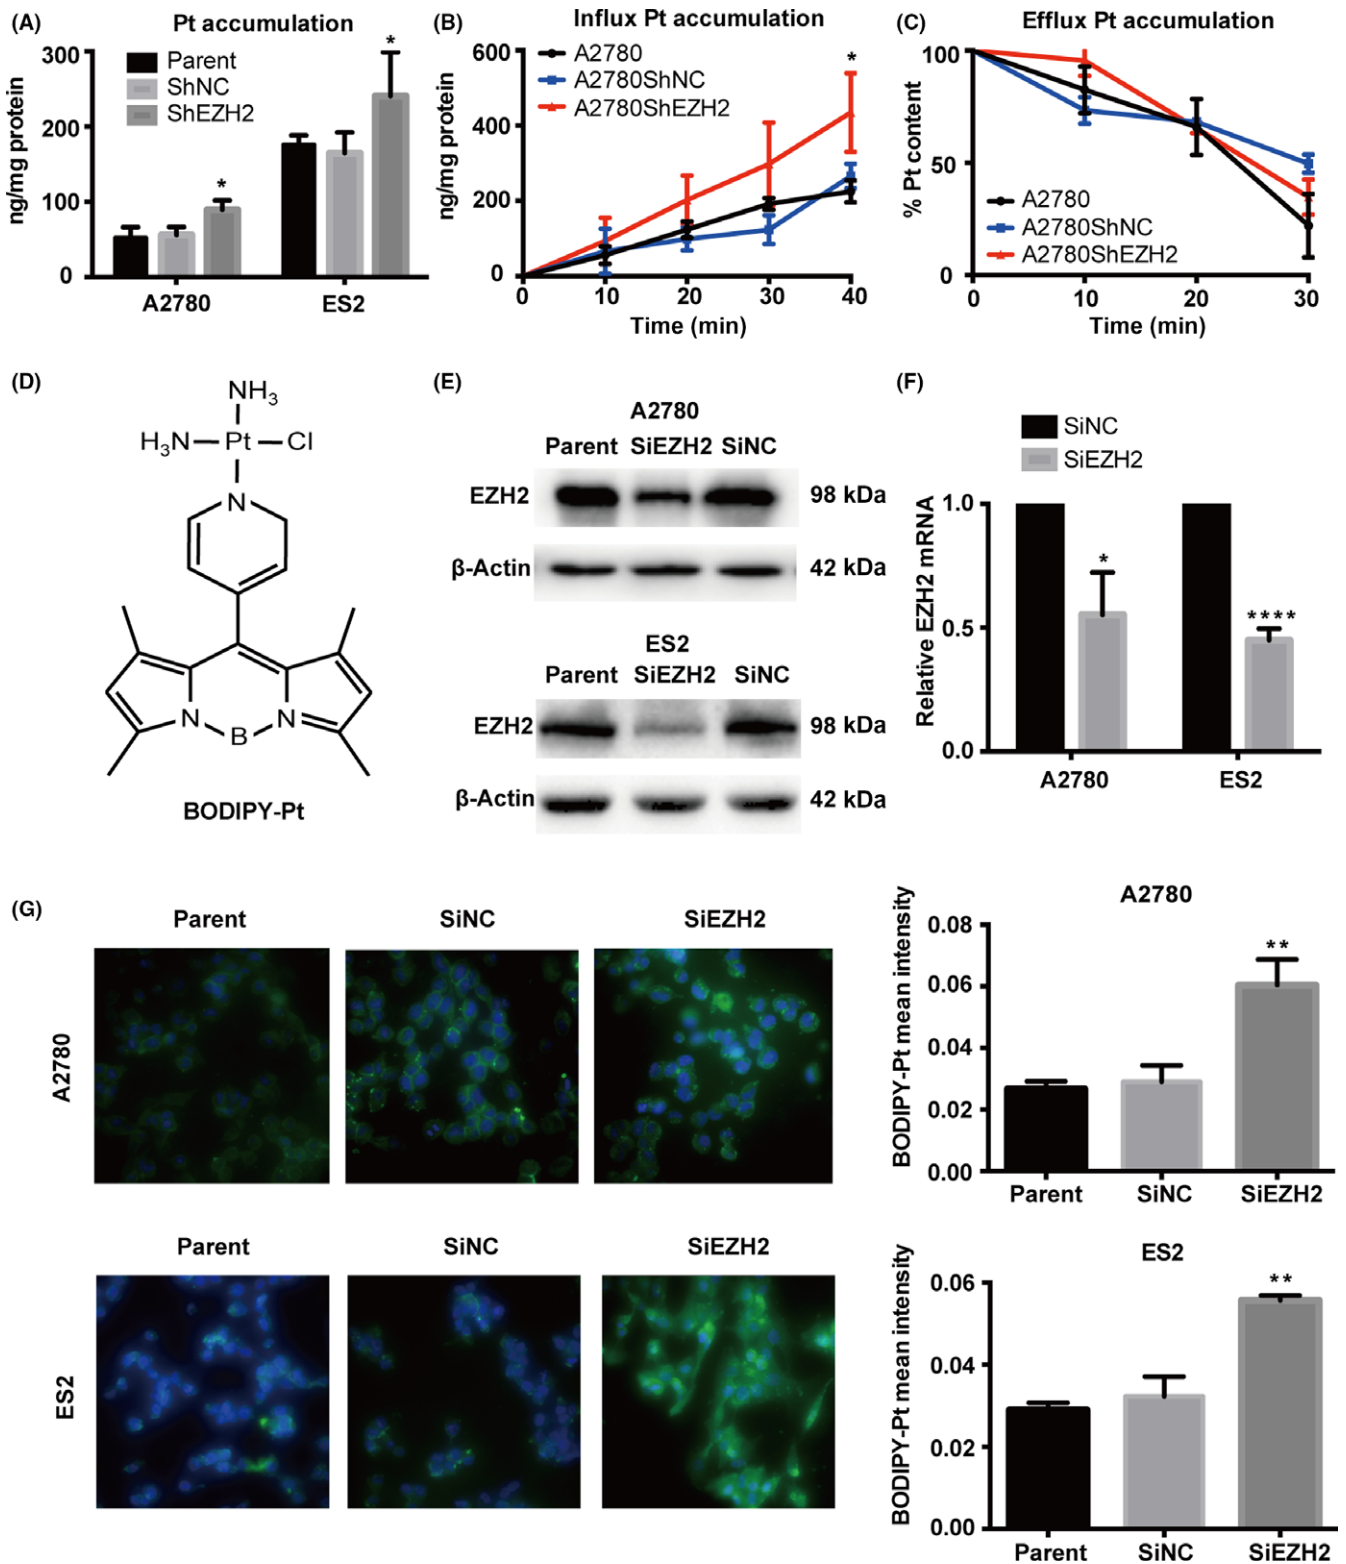 (A)
Pt accumulation
ng/mg protein
300
200
100
0
Parent
ShNC
ShEZH2
*
*
A2780
ES2
(B)
Influx Pt accumulation
ng/mg protein
600
400
200
0
A2780
A2780ShNC
A2780ShEZH2
*
0 10 20 30 40
Time (min)
(C)
Efflux Pt accumulation
% Pt content
100
50
0
A2780
A2780ShNC
A2780ShEZH2
0 10 20 30
Time (min)
(D)
NH3
H3N Pt Cl
N
N B N
BODIPY-Pt
(E)
A2780
Parent SiEZH2 SiNC
EZH2 98 kDa
β-Actin 42 kDa
ES2
Parent SiEZH2 SiNC
EZH2 98 kDa
β-Actin 42 kDa
(F)
SiNC
SiEZH2
Relative EZH2 mRNA
1.0
0.5
0.0
*
****
A2780
ES2
(G)
Parent SiNC SiEZH2
A2780
Parent SiNC SiEZH2
ES2
A2780
BODIPY-Pt mean intensity
0.08
0.06
0.04
0.02
0.00
**
Parent SiNC SiEZH2
ES2
BODIPY-Pt mean intensity
0.06
0.04
0.02
0.00
**
Parent SiNC SiEZH2